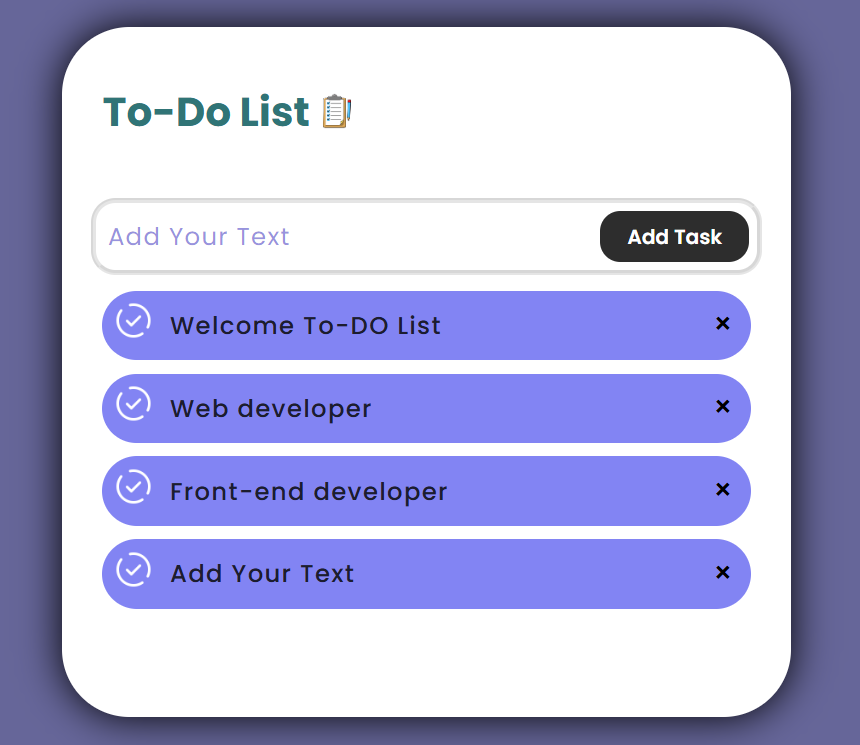 To-Do List 📋
Add Your Text
Add Task
Welcome To-DO List ×
Web developer ×
Front-end developer ×
Add Your Text ×